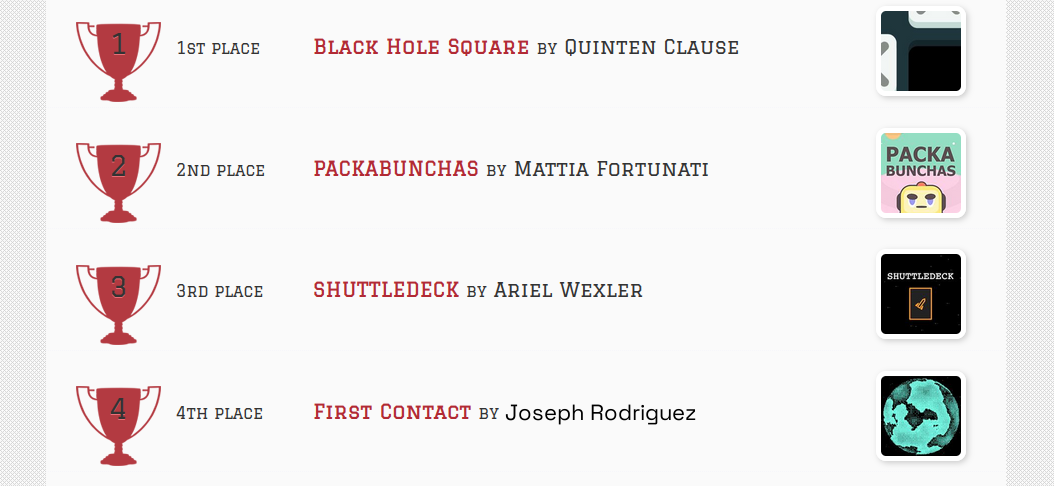 1 1ST PLACE BLACK HOLE SQUARE BY QUINTEN CLAUSE
PACKA
BUNCHAS
2 2ND PLACE PACKABUNCHAS BY MATTIA FORTUNATI
SHUTTLEDECK
3 3RD PLACE SHUTTLEDECK BY ARIEL WEXLER
4 4TH PLACE FIRST CONTACT BY Joseph Rodriguez